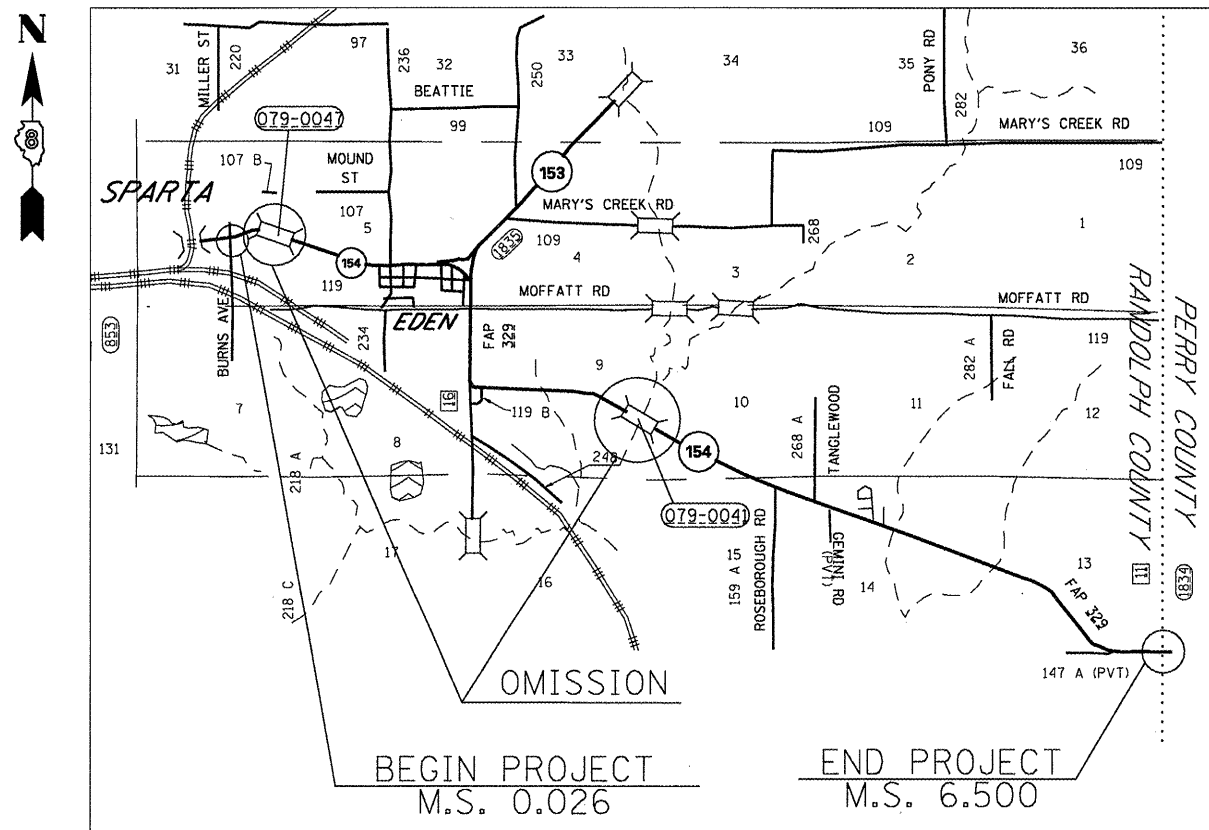 N
31
MILLER ST
220
97
236
32
BEATTIE
99
250
33
34
35
PONY RD
282
36
109
MARY'S CREEK RD
109
079-0047
107 B
MOUND
ST
107
5
SPARTA
153
MARY'S CREEK RD
109
1835
4
3
268
2
1
154
119
MOFFATT RD
MOFFATT RD
EDEN
853
BURNS AVE
234
FAP
329
RANDOLPH COUNTY
PERRY COUNTY
9
10
11
282 A
FALL RD
119
12
7
16
119 B
8
131
218 A
248
154
268 A
TANGLEWOOD
079-0041
17
16
15
159 A
ROSEBOROUGH RD
GEMINI RD
(PVT)
14
13
11
1834
218 C
FAP 329
147 A (PVT)
OMISSION
BEGIN PROJECT
M.S. 0.026
END PROJECT
M.S. 6.500